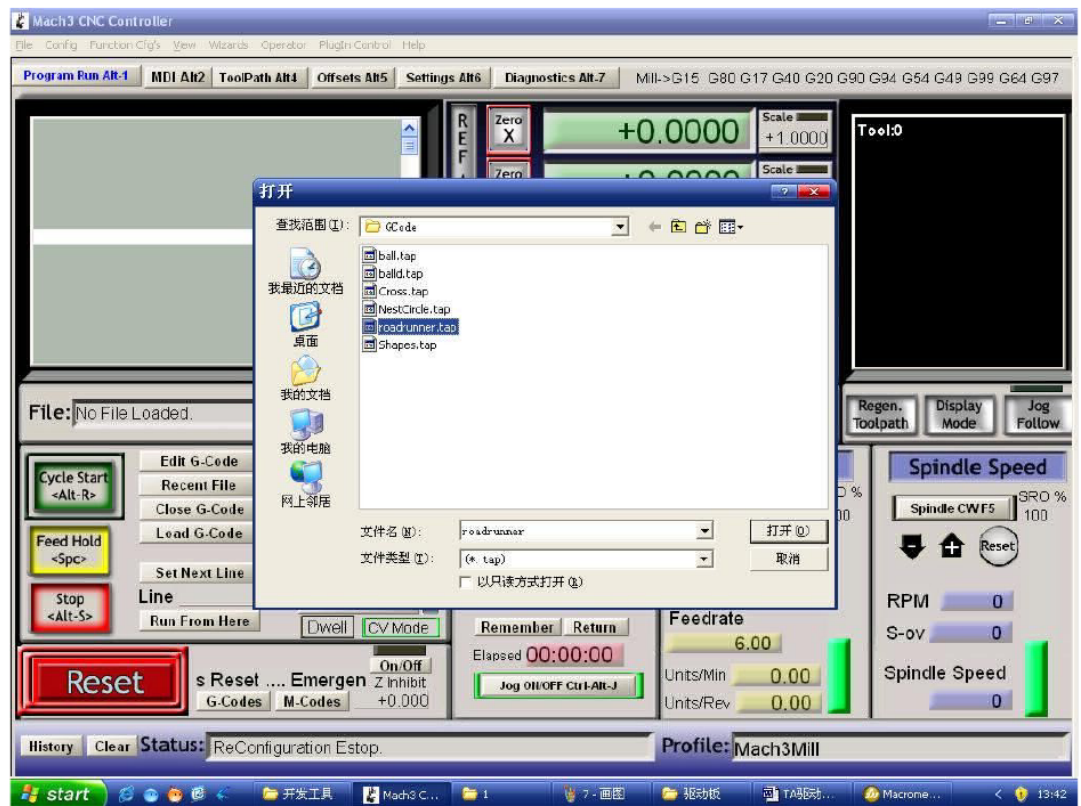 Mach3 CNC Controller
File Config Function Cfg's View Wizards Operator PlugIn Control Help
Program Run Alt-1 MDI Alt2 ToolPath Alt4 Offsets Alt5 Settings Alt6 Diagnostics Alt-7 Mill->G15 G80 G17 G40 G20 G90 G94 G54 G49 G99 G64 G97
REF
Zero X
+0.0000
Scale
+1.0000
Tool:0
Zero
Scale
打开
查找范围(I):
GCode
我最近的文档
桌面
我的文档
我的电脑
网上邻居
ball.tap
balld.tap
Cross.tap
NestCircle.tap
roadrunner.tap
Shapes.tap
文件名(N):
roadrunner
打开(O)
文件类型(T):
(*.tap)
取消
以只读方式打开(R)
File: No File Loaded.
Regen. Toolpath
Display Mode
Jog Follow
Cycle Start <Alt-R>
Edit G-Code
Recent File
Close G-Code
Load G-Code
Feed Hold <Spc>
Set Next Line
Stop <Alt-S>
Line
Run From Here
Dwell
CV Mode
Reset
s Reset .... Emergen
G-Codes
M-Codes
On/Off
Z Inhibit
+0.000
Remember
Return
Elapsed 00:00:00
Jog ON/OFF Ctrl-Alt-J
Feedrate
6.00
Units/Min 0.00
Units/Rev 0.00
Spindle Speed
Spindle CW F5
SRO %
100
Reset
RPM 0
S-ov 0
Spindle Speed
0
History
Clear
Status: ReConfiguration Estop.
Profile: Mach3Mill
start
开发工具
Mach3 C...
1
7 - 画图
驱动板
TA驱动...
Macrome...
13:42